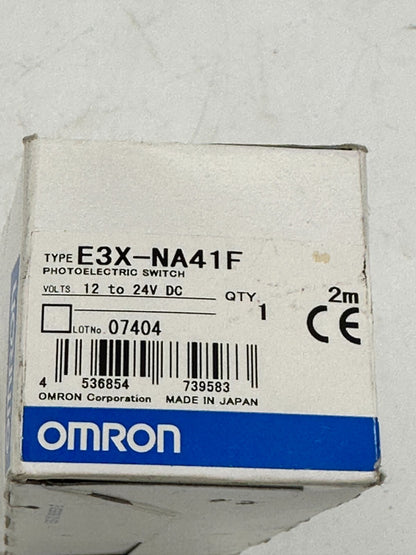 TYPE E3X-NA41F
PHOTOELECTRIC SWITCH
VOLTS. 12 to 24V DC
QTY. 1
2m
LOTNo. 07404
CE
4 536854 739583
OMRON Corporation MADE IN JAPAN
OMRON